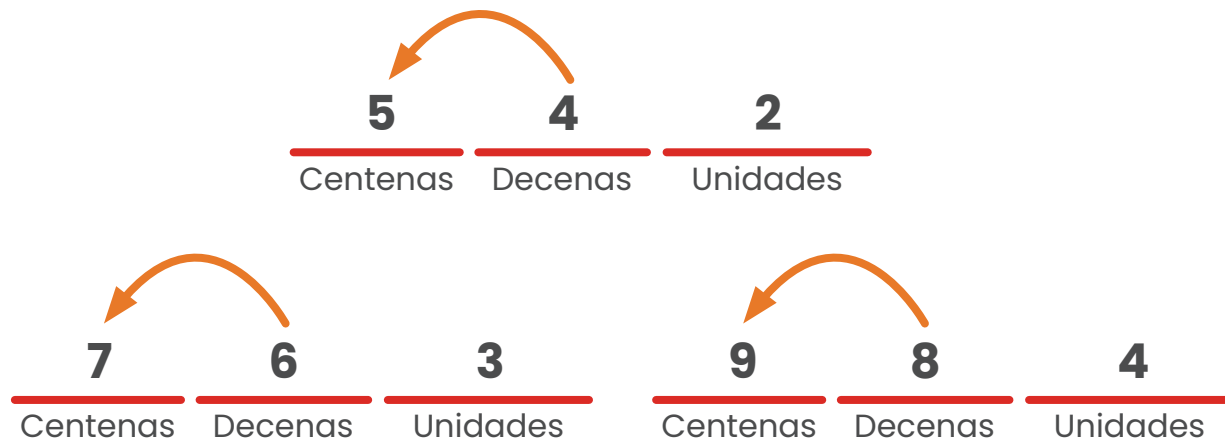 5 4 2
Centenas Decenas Unidades
7 6 3 9 8 4
Centenas Decenas Unidades Centenas Decenas Unidades